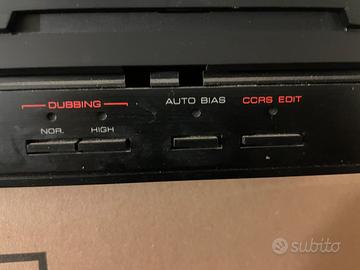 DUBBING
AUTO BIAS
CCRS EDIT
NOR.
HIGH
subito